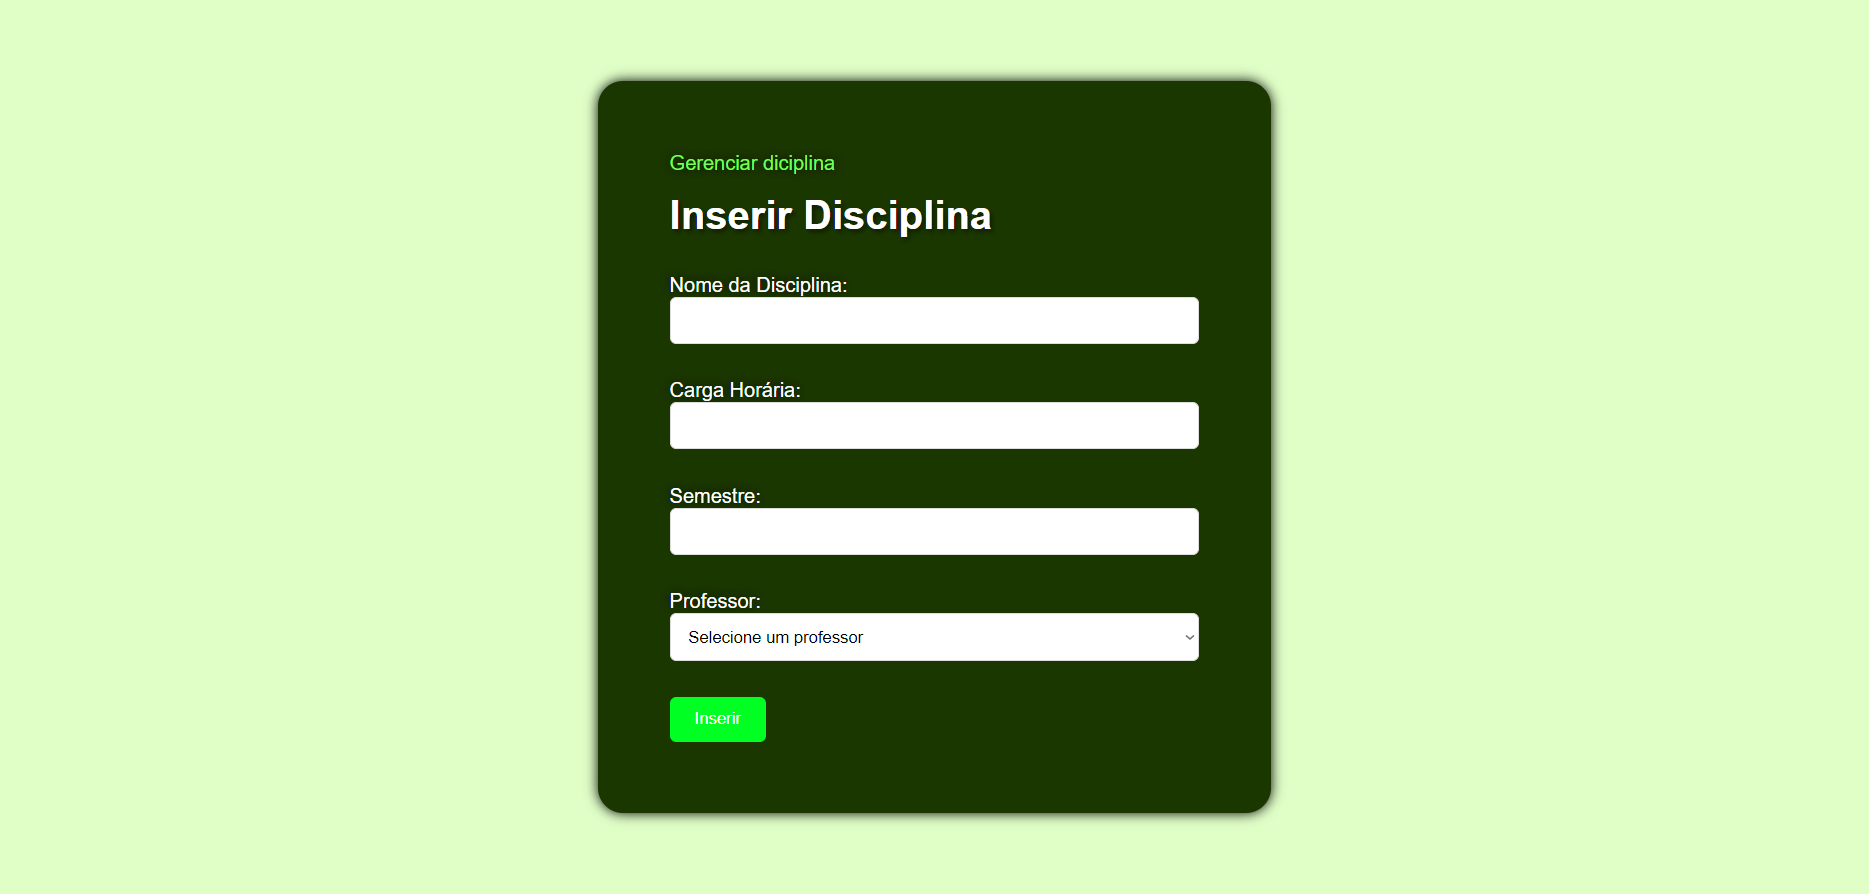 Gerenciar diciplina
Inserir Disciplina
Nome da Disciplina:
Carga Horária:
Semestre:
Professor:
Selecione um professor
Inserir